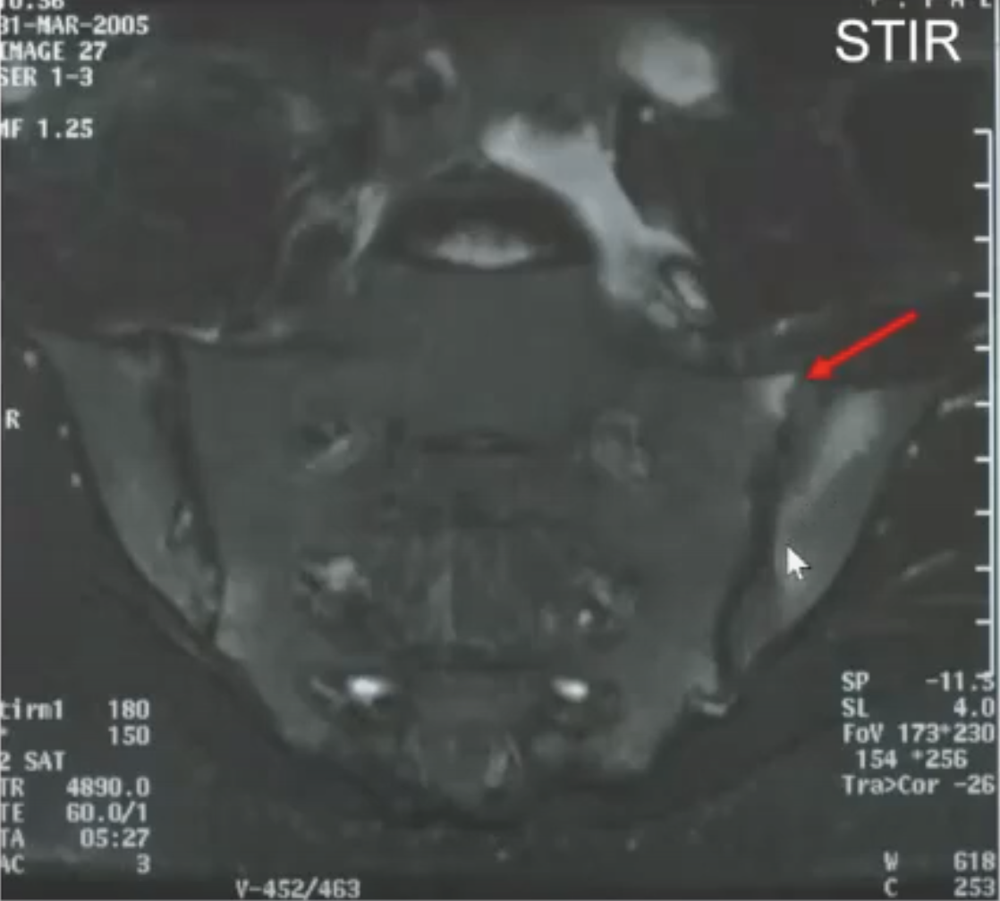 31-MAR-2005
IMAGE 27
SER 1-3
MF 1.25
STIR
R
tirm1 180
* 150
2 SAT
TR 4890.0
TE 60.0/1
TA 05:27
AC 3
SP -11.5
SL 4.0
FoV 173*230
154 *256
Tra>Cor -26
W 618
C 253
V-452/463